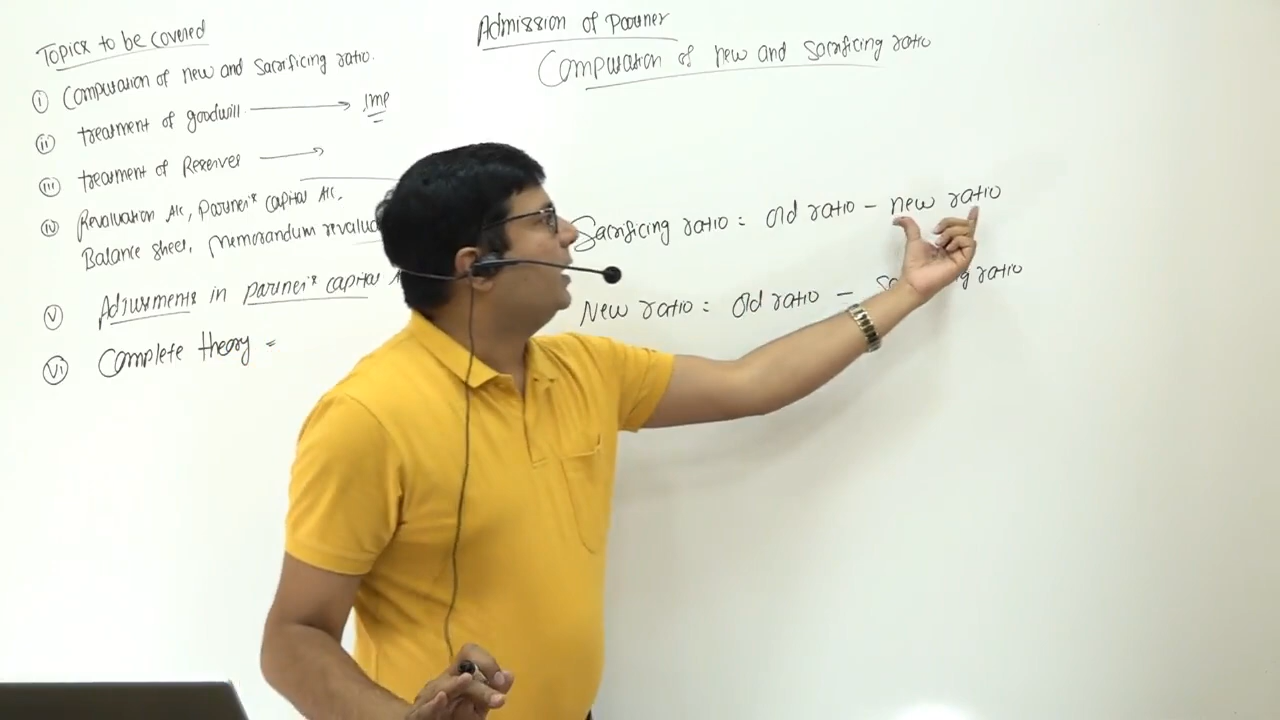 Topics to be covered
(i) Computation of new and Sacrificing ratio.
(ii) treatment of goodwill → Imp
(iii) treatment of Reserves →
(iv) Revaluation A/c, Partner's capital A/c,
Balance sheet, Memorandum
(v) Adjustments in partner's capital
(vi) Complete theory =
Admission of Partner
Computation of new and Sacrificing ratio
Sacrificing ratio = Old ratio - new ratio
New ratio = Old ratio - ratio